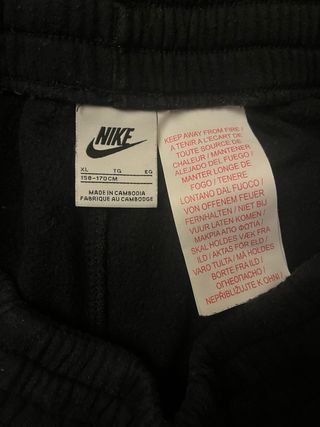 NIKE
XL TG EG
158-170CM
MADE IN CAMBODIA
FABRIQUE AU CAMBODGE
KEEP AWAY FROM FIRE /
A TENIR A L'ECART DE
TOUTE SOURCE DE
CHALEUR / MANTENER
ALEJADO DEL FUEGO /
MANTER LONGE DE
FOGO / TENERE
LONTANO DAL FUOCO /
VON OFFENEM FEUER
FERNHALTEN / NIET BIJ
VUUR LATEN-KOMEN /
ΜΑΚΡΙΑ ΑΠΟ ΦΩΤΙΑ /
SKAL HOLDES VÆK FRA
ILD / AKTAS FÖR ELD /
VARO TULTA / MÅ HOLDES
BORTE FRA ILD /
ОГНЕОПАСНО /
NEPŘIBLIŽUJTE K OHNI /